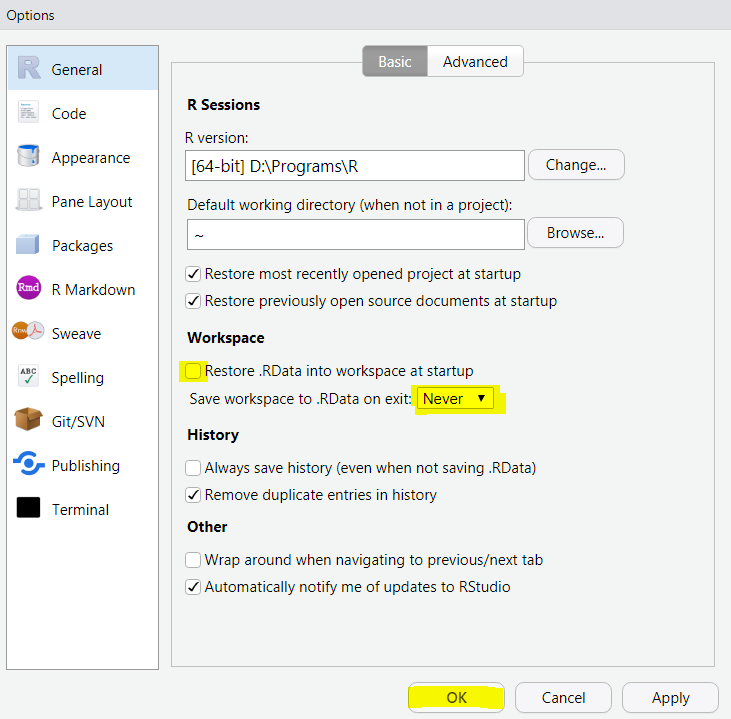 Options
General
Code
Appearance
Pane Layout
Packages
Rmd R Markdown
Rnw Sweave
ABC Spelling
Git/SVN
Publishing
Terminal
Basic Advanced
R Sessions
R version:
[64-bit] D:\Programs\R Change...
Default working directory (when not in a project):
~ Browse...
Restore most recently opened project at startup
Restore previously open source documents at startup
Workspace
Restore .RData into workspace at startup
Save workspace to .RData on exit: Never
History
Always save history (even when not saving .RData)
Remove duplicate entries in history
Other
Wrap around when navigating to previous/next tab
Automatically notify me of updates to RStudio
OK Cancel Apply